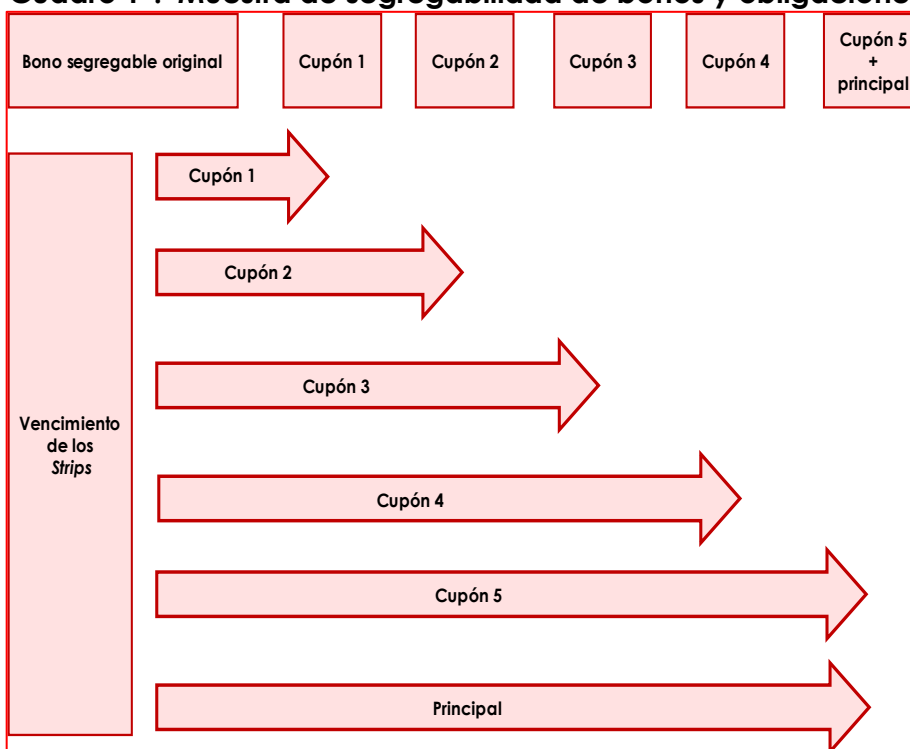 Bono segregable original
Cupón 1
Cupón 2
Cupón 3
Cupón 4
Cupón 5
+
principal
Cupón 1
Cupón 2
Cupón 3
Vencimiento
de los
Strips
Cupón 4
Cupón 5
Principal